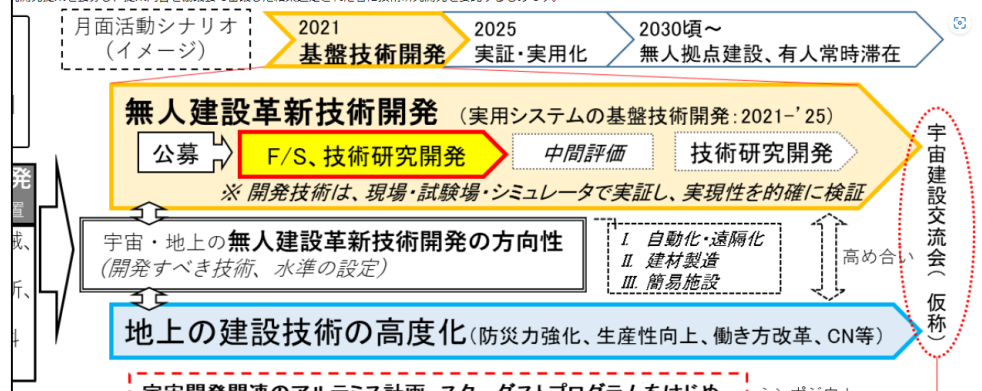 月面活動シナリオ
（イメージ）
2021
基盤技術開発
2025
実証・実用化
2030頃～
無人拠点建設、有人常時滞在
無人建設革新技術開発 （実用システムの基盤技術開発：2021-’25）
公募
F/S、技術研究開発
中間評価
技術研究開発
※ 開発技術は、現場・試験場・シミュレータで実証し、実現性を的確に検証
発
置
械、
宇宙・地上の無人建設革新技術開発の方向性
（開発すべき技術、水準の設定）
Ⅰ. 自動化・遠隔化
Ⅱ. 建材製造
Ⅲ. 簡易施設
高め合い
宇宙建設交流会（仮称）
地上の建設技術の高度化（防災力強化、生産性向上、働き方改革、CN等）